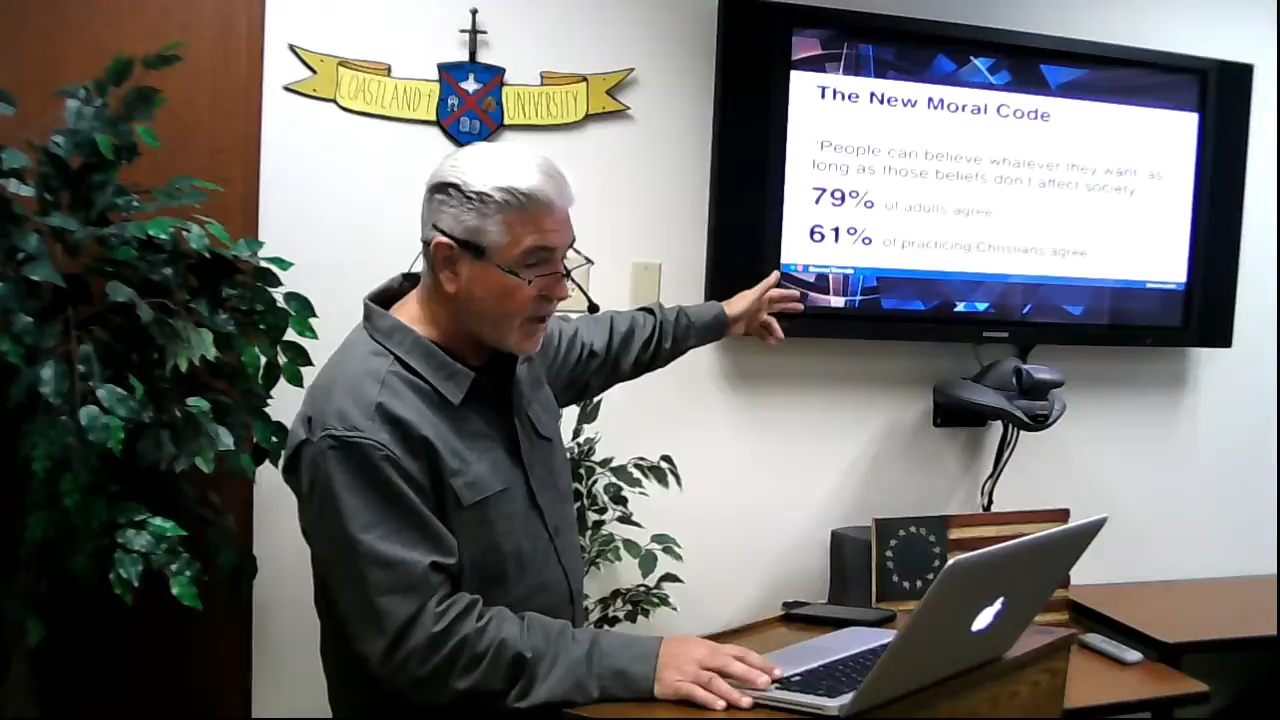 COASTLAND UNIVERSITY
The New Moral Code
"People can believe whatever they want as
long as those beliefs don't affect society
79% of adults agree
61% of practicing Christians agree